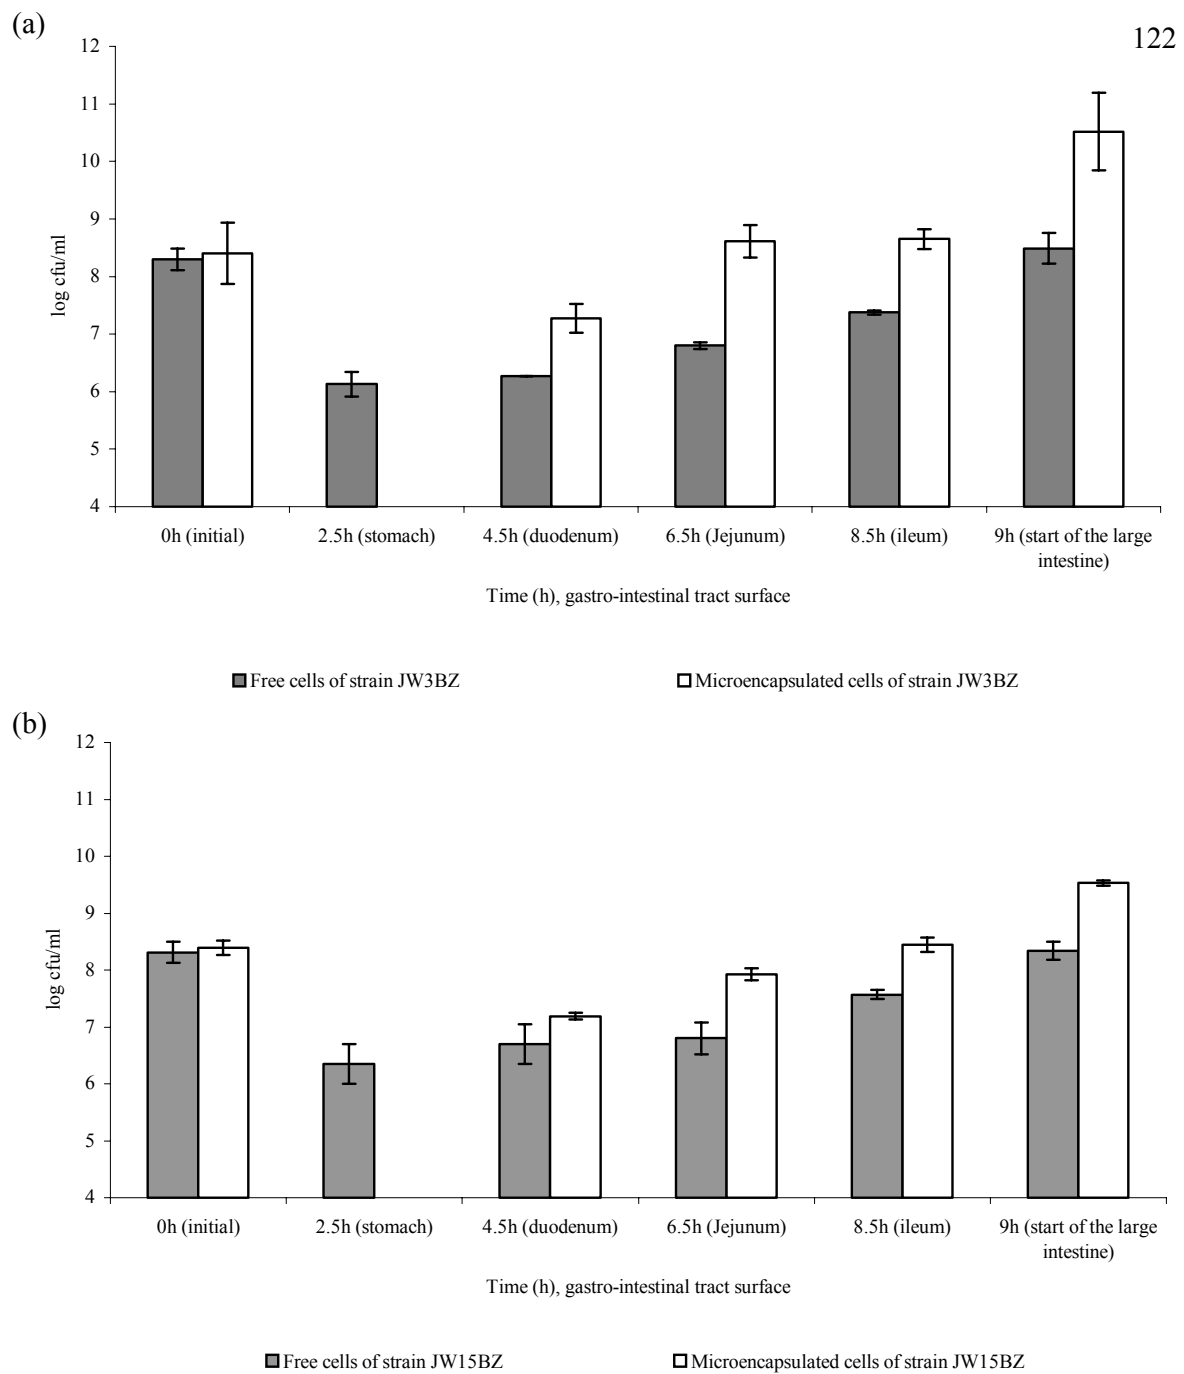 (a)
122
12
11
10
9
8
7
6
5
4
log cfu/ml
0h (initial) 2.5h (stomach) 4.5h (duodenum) 6.5h (Jejunum) 8.5h (ileum) 9h (start of the large
intestine)
Time (h), gastro-intestinal tract surface
Free cells of strain JW3BZ Microencapsulated cells of strain JW3BZ
(b)
12
11
10
9
8
7
6
5
4
log cfu/ml
0h (initial) 2.5h (stomach) 4.5h (duodenum) 6.5h (Jejunum) 8.5h (ileum) 9h (start of the large
intestine)
Time (h), gastro-intestinal tract surface
Free cells of strain JW15BZ Microencapsulated cells of strain JW15BZ